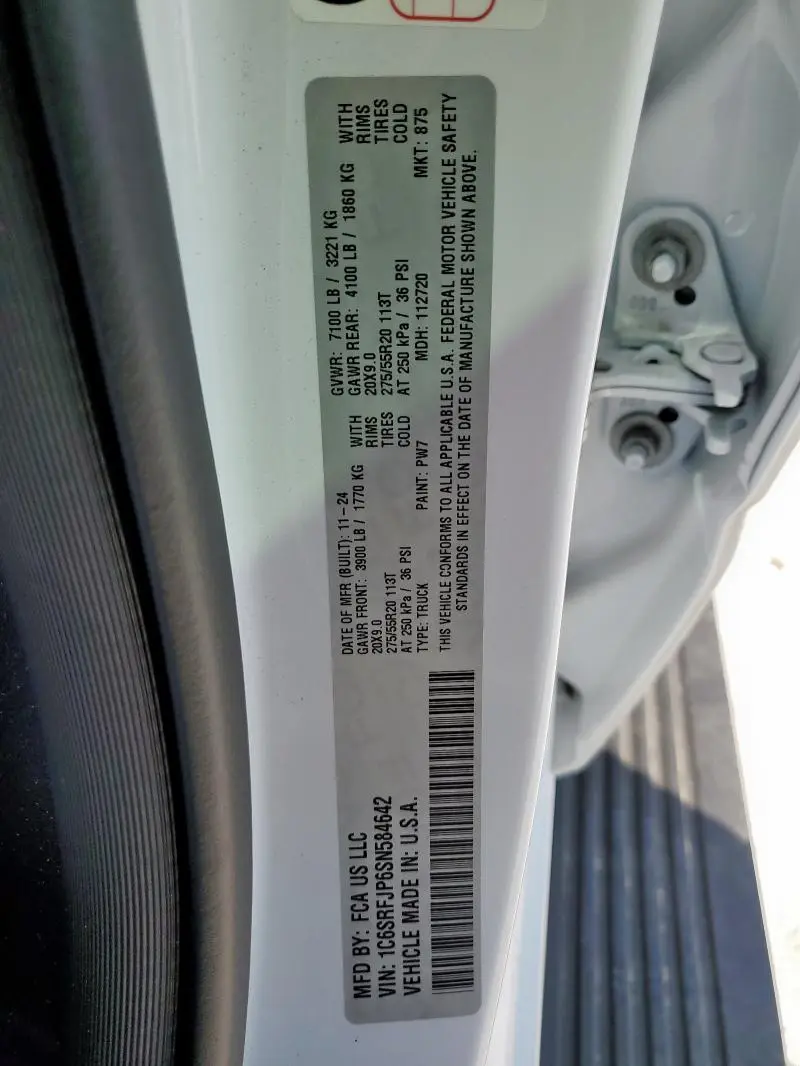 MFD BY: FCA US LLC
VIN: 1C6SRFJP6SN584642
VEHICLE MADE IN: U.S.A.
DATE OF MFR (BUILT): 11-24
GAWR FRONT: 3900 LB / 1770 KG WITH
20X9.0 RIMS
275/55R20 113T TIRES
AT 250 kPa / 36 PSI COLD
GVWR: 7100 LB / 3221 KG
GAWR REAR: 4100 LB / 1860 KG WITH
20X9.0 RIMS
275/55R20 113T TIRES
AT 250 kPa / 36 PSI COLD
TYPE: TRUCK PAINT: PW7 MDH: 112720 MKT: 875
THIS VEHICLE CONFORMS TO ALL APPLICABLE U.S.A. FEDERAL MOTOR VEHICLE SAFETY
STANDARDS IN EFFECT ON THE DATE OF MANUFACTURE SHOWN ABOVE.